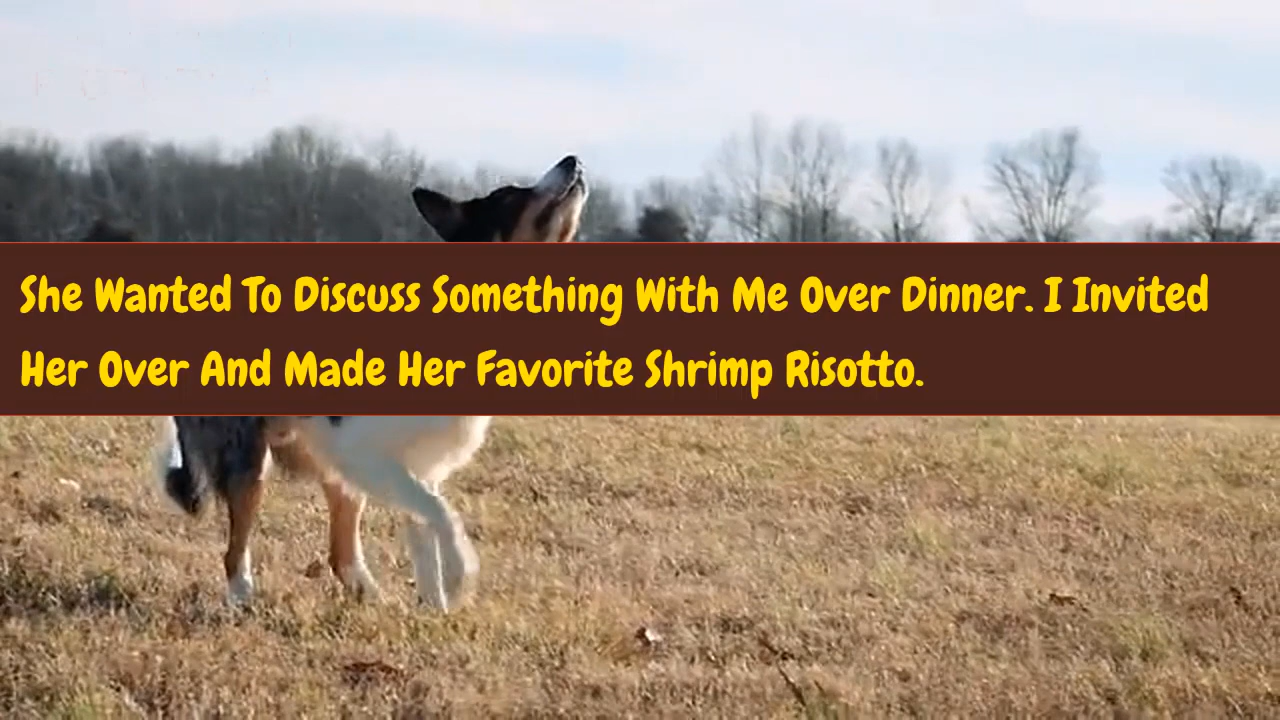 She Wanted To Discuss Something With Me Over Dinner. I Invited
Her Over And Made Her Favorite Shrimp Risotto.